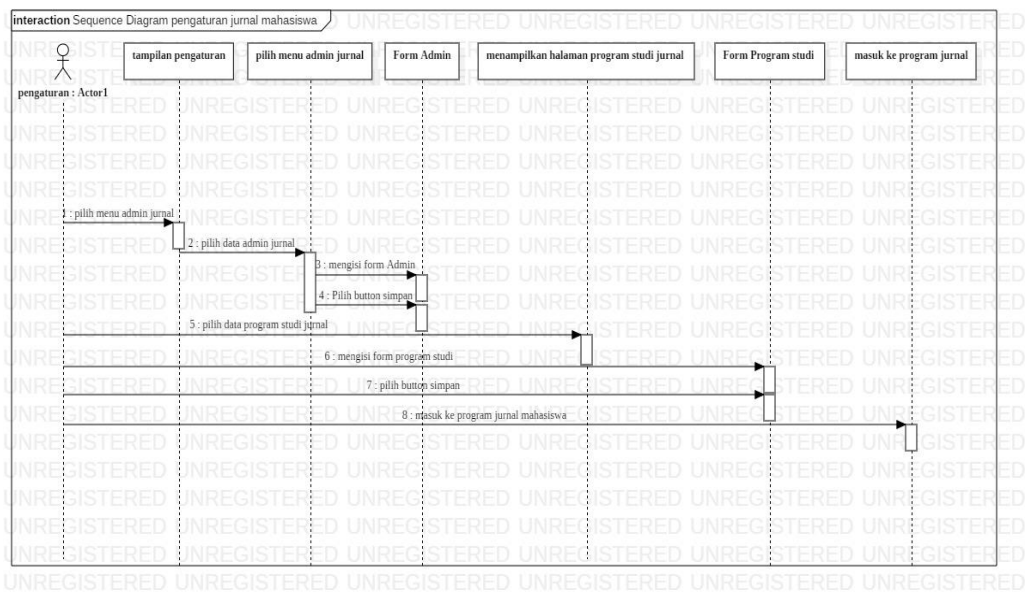 interaction Sequence Diagram pengaturan jurnal mahasiswa
tampilan pengaturan
pilih menu admin jurnal
Form Admin
menampilkan halaman program studi jurnal
Form Program studi
masuk ke program jurnal
pengaturan : Actor1
1 : pilih menu admin jurnal
2 : pilih data admin jurnal
3 : mengisi form Admin
4 : Pilih button simpan
5 : pilih data program studi jurnal
6 : mengisi form program studi
7 : pilih button simpan
8 : masuk ke program jurnal mahasiswa
UNREGISTERED UNREGISTERED UNREGISTERED UNREGISTERED UNREGISTERED UNREGISTERED